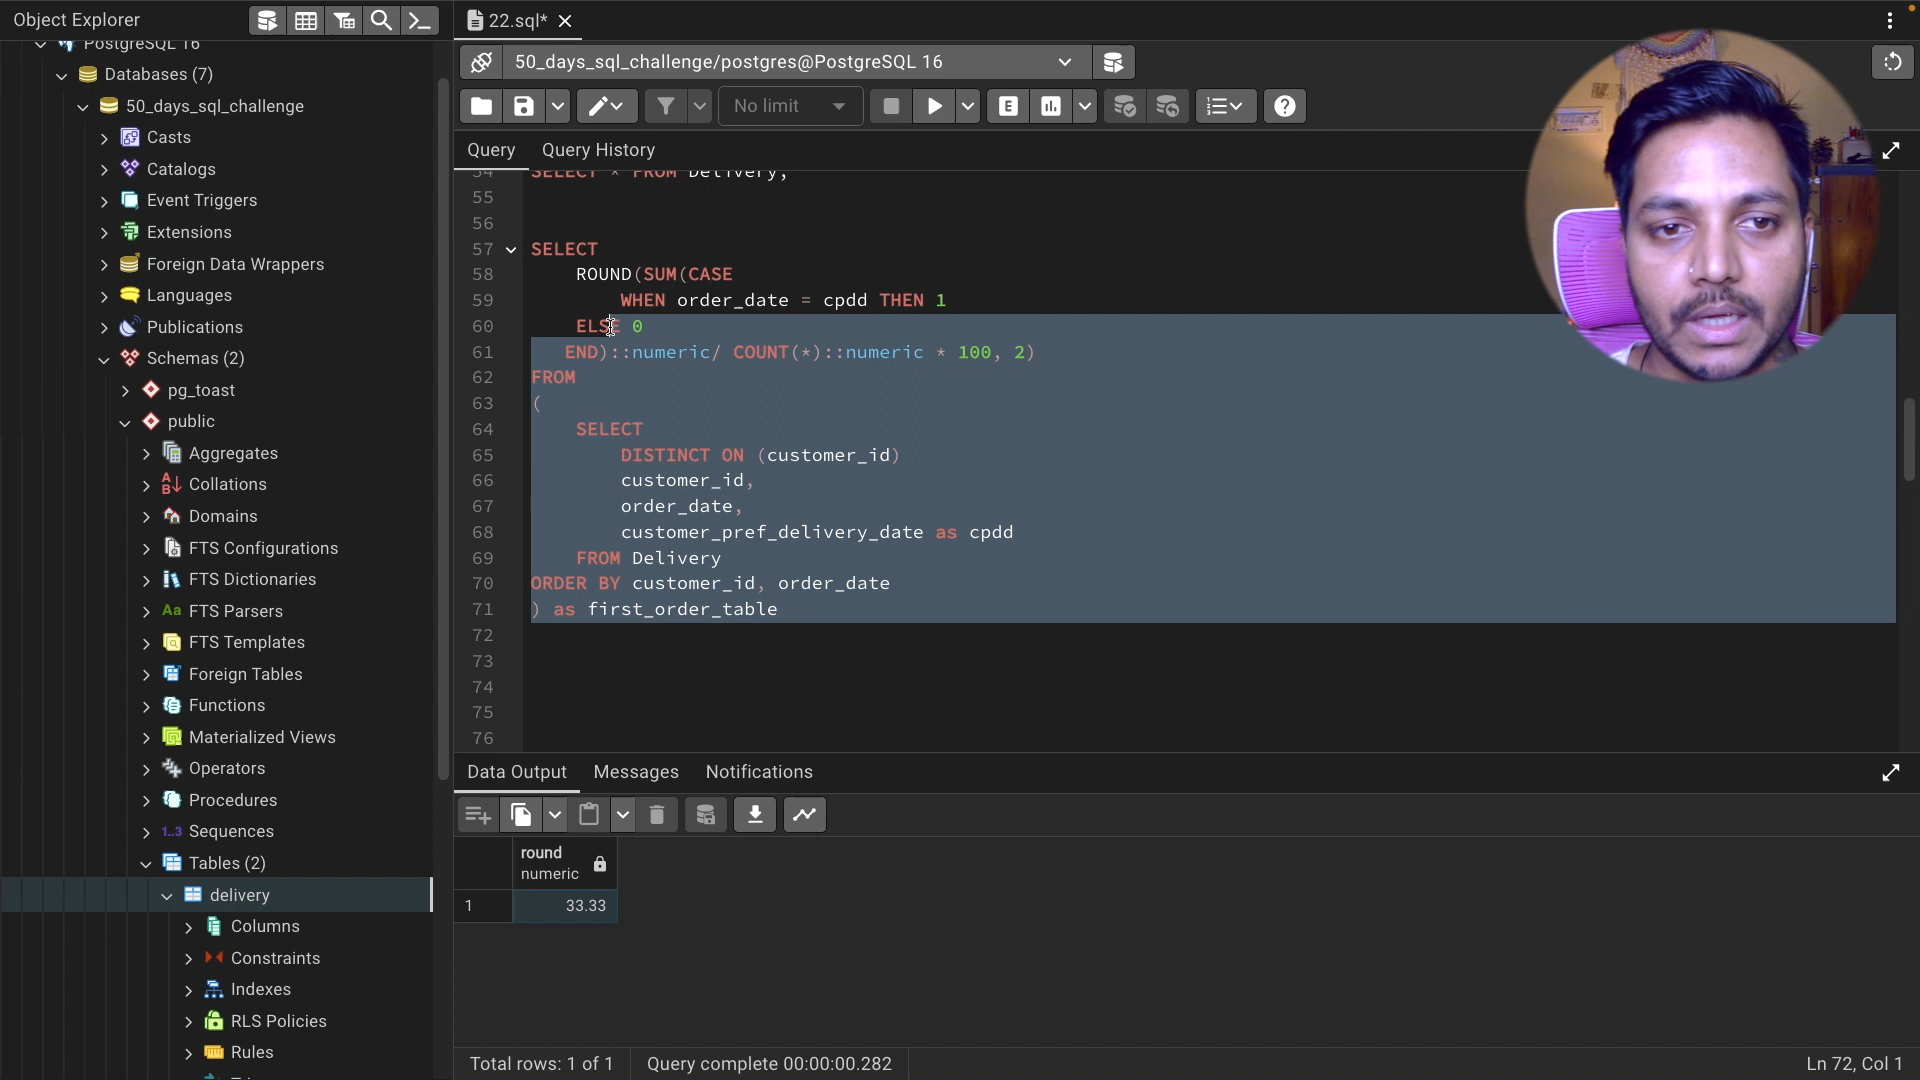 Object Explorer
PostgreSQL 16
Databases (7)
50_days_sql_challenge
Casts
Catalogs
Event Triggers
Extensions
Foreign Data Wrappers
Languages
Publications
Schemas (2)
pg_toast
public
Aggregates
Collations
Domains
FTS Configurations
FTS Dictionaries
Aa FTS Parsers
FTS Templates
Foreign Tables
Functions
Materialized Views
Operators
Procedures
1..3 Sequences
Tables (2)
delivery
Columns
Constraints
Indexes
RLS Policies
Rules
22.sql*
50_days_sql_challenge/postgres@PostgreSQL 16
No limit
E
Query Query History
54 SELECT * FROM Delivery;
55
56
57 SELECT
58 ROUND(SUM(CASE
59 WHEN order_date = cpdd THEN 1
60 ELSE 0
61 END)::numeric/ COUNT(*)::numeric * 100, 2)
62 FROM
63 (
64 SELECT
65 DISTINCT ON (customer_id)
66 customer_id,
67 order_date,
68 customer_pref_delivery_date as cpdd
69 FROM Delivery
70 ORDER BY customer_id, order_date
71 ) as first_order_table
72
73
74
75
76
Data Output Messages Notifications
round
numeric
1 33.33
Total rows: 1 of 1 Query complete 00:00:00.282 Ln 72, Col 1